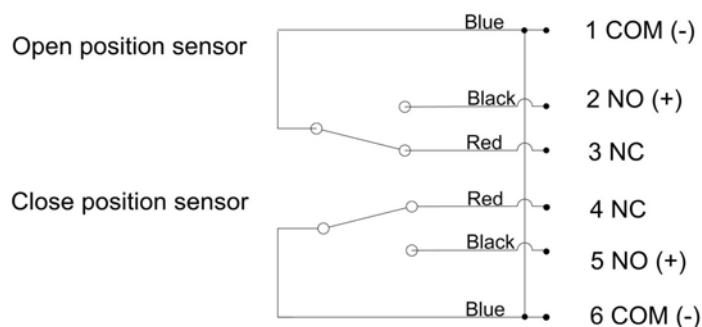 Blue 1 COM (-)
Open position sensor
Black 2 NO (+)
Red 3 NC
Close position sensor Red 4 NC
Black 5 NO (+)
Blue 6 COM (-)